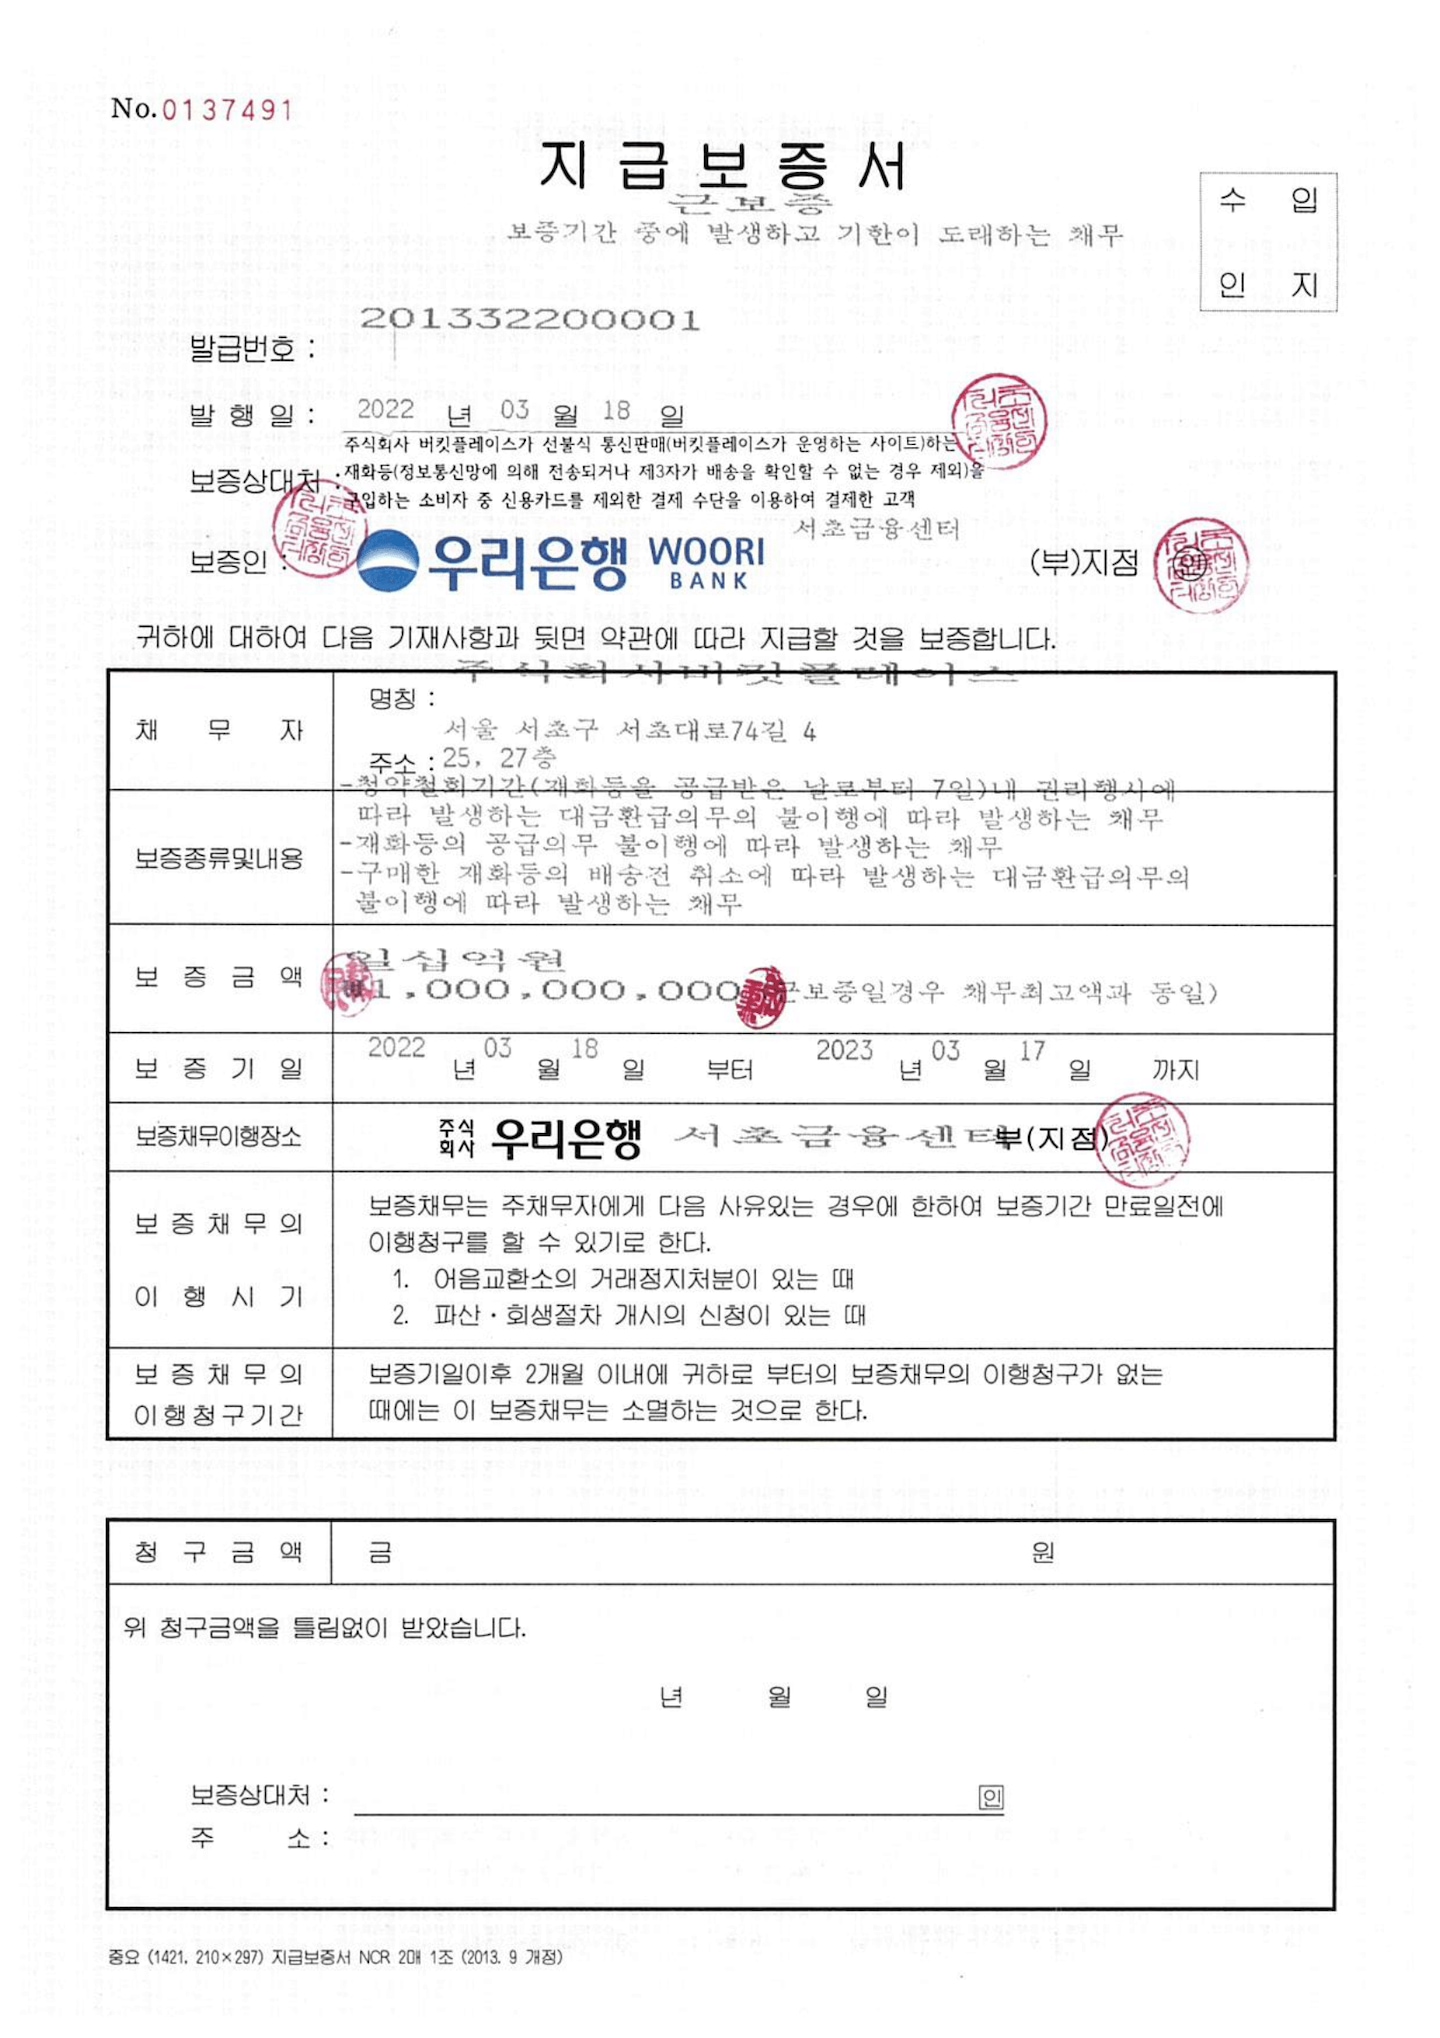 No.0137491
지급보증서
근보증
보증기간 중에 발생하고 기한이 도래하는 채무
수 입
인 지
201332200001
발급번호 :
발 행 일 : 2022 년 03 월 18 일
주식회사 버킷플레이스가 선불식 통신판매(버킷플레이스가 운영하는 사이트)하는
보증상대처 : 재화등(정보통신망에 의해 전송되거나 제3자가 배송을 확인할 수 없는 경우 제외)을
구입하는 소비자 중 신용카드를 제외한 결제 수단을 이용하여 결제한 고객
서초금융센터
보증인 : 우리은행 WOORI BANK (부)지점 인
귀하에 대하여 다음 기재사항과 뒷면 약관에 따라 지급할 것을 보증합니다.
주식회사버킷플레이스
채 무 자
명칭 :
서울 서초구 서초대로74길 4
주소 : 25, 27층
보증종류및내용
-청약철회기간(재화등을 공급받은 날로부터 7일)내 권리행사에
따라 발생하는 대금환급의무의 불이행에 따라 발생하는 채무
-재화등의 공급의무 불이행에 따라 발생하는 채무
-구매한 재화등의 배송전 취소에 따라 발생하는 대금환급의무의
불이행에 따라 발생하는 채무
보 증 금 액
일십억원
1,000,000,000 근보증일경우 채무최고액과 동일)
보 증 기 일 2022 년 03 월 18 일 부터 2023 년 03 월 17 일 까지
보증채무이행장소 주식회사 우리은행 서초금융센터 부(지점)
보 증 채 무 의
이 행 시 기
보증채무는 주채무자에게 다음 사유있는 경우에 한하여 보증기간 만료일전에
이행청구를 할 수 있기로 한다.
1. 어음교환소의 거래정지처분이 있는 때
2. 파산·회생절차 개시의 신청이 있는 때
보 증 채 무 의
이행청구기간
보증기일이후 2개월 이내에 귀하로 부터의 보증채무의 이행청구가 없는
때에는 이 보증채무는 소멸하는 것으로 한다.
청 구 금 액 금 원
위 청구금액을 틀림없이 받았습니다.
년 월 일
보증상대처 : 인
주 소 :
중요 (1421, 210×297) 지급보증서 NCR 2매 1조 (2013. 9 개정)